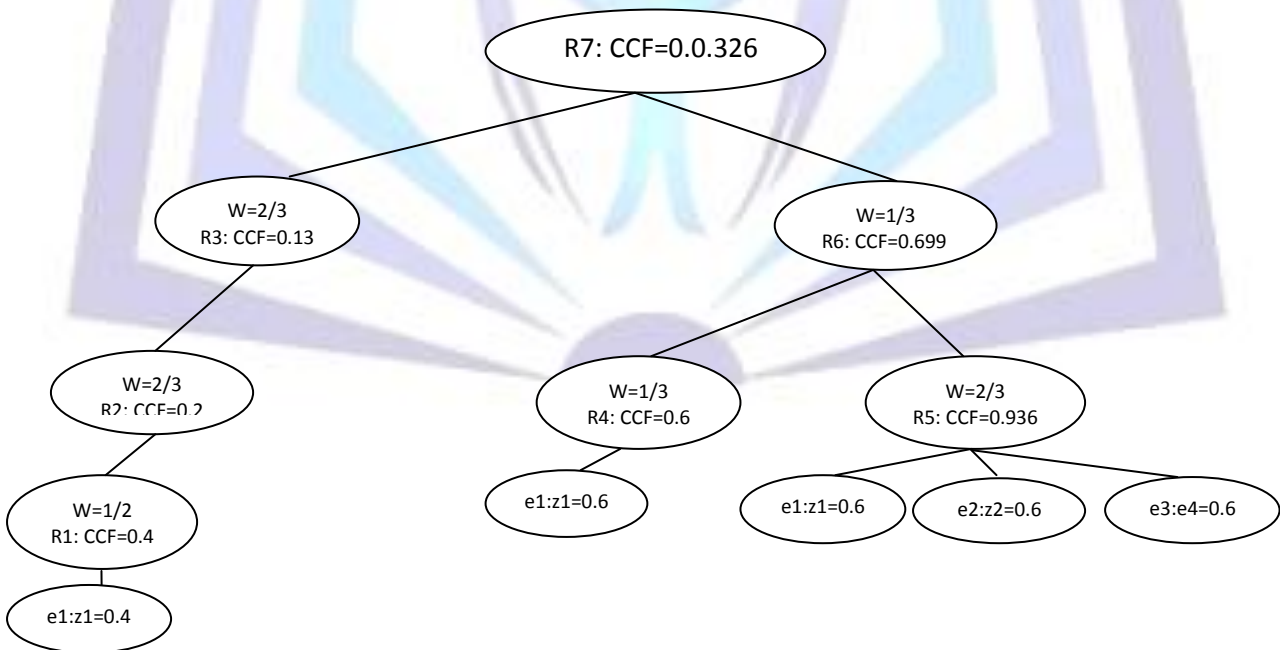 R7: CCF=0.0.326
W=2/3
R3: CCF=0.13
W=1/3
R6: CCF=0.699
W=2/3
R2: CCF=0.2
W=1/3
R4: CCF=0.6
W=2/3
R5: CCF=0.936
W=1/2
R1: CCF=0.4
e1:z1=0.6
e1:z1=0.6
e2:z2=0.6
e3:e4=0.6
e1:z1=0.4